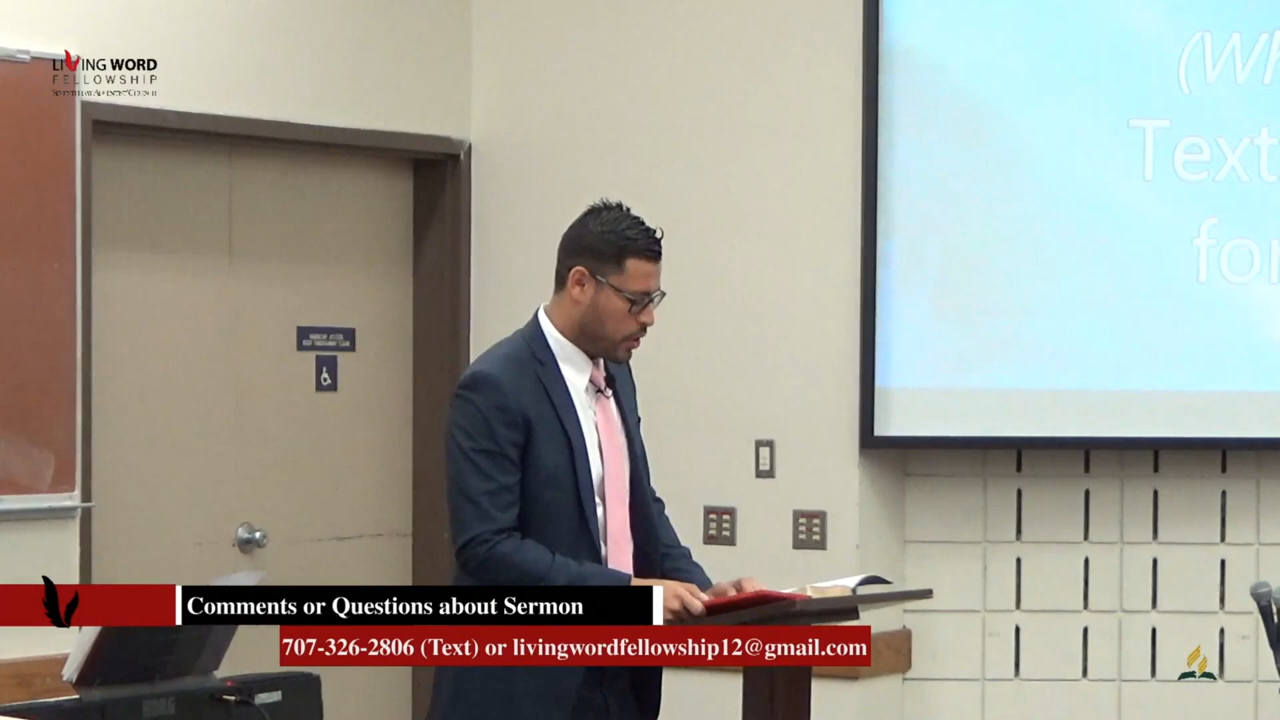 LIVING WORD
FELLOWSHIP
(Wh
Text
for
Comments or Questions about Sermon
707-326-2806 (Text) or livingwordfellowship12@gmail.com